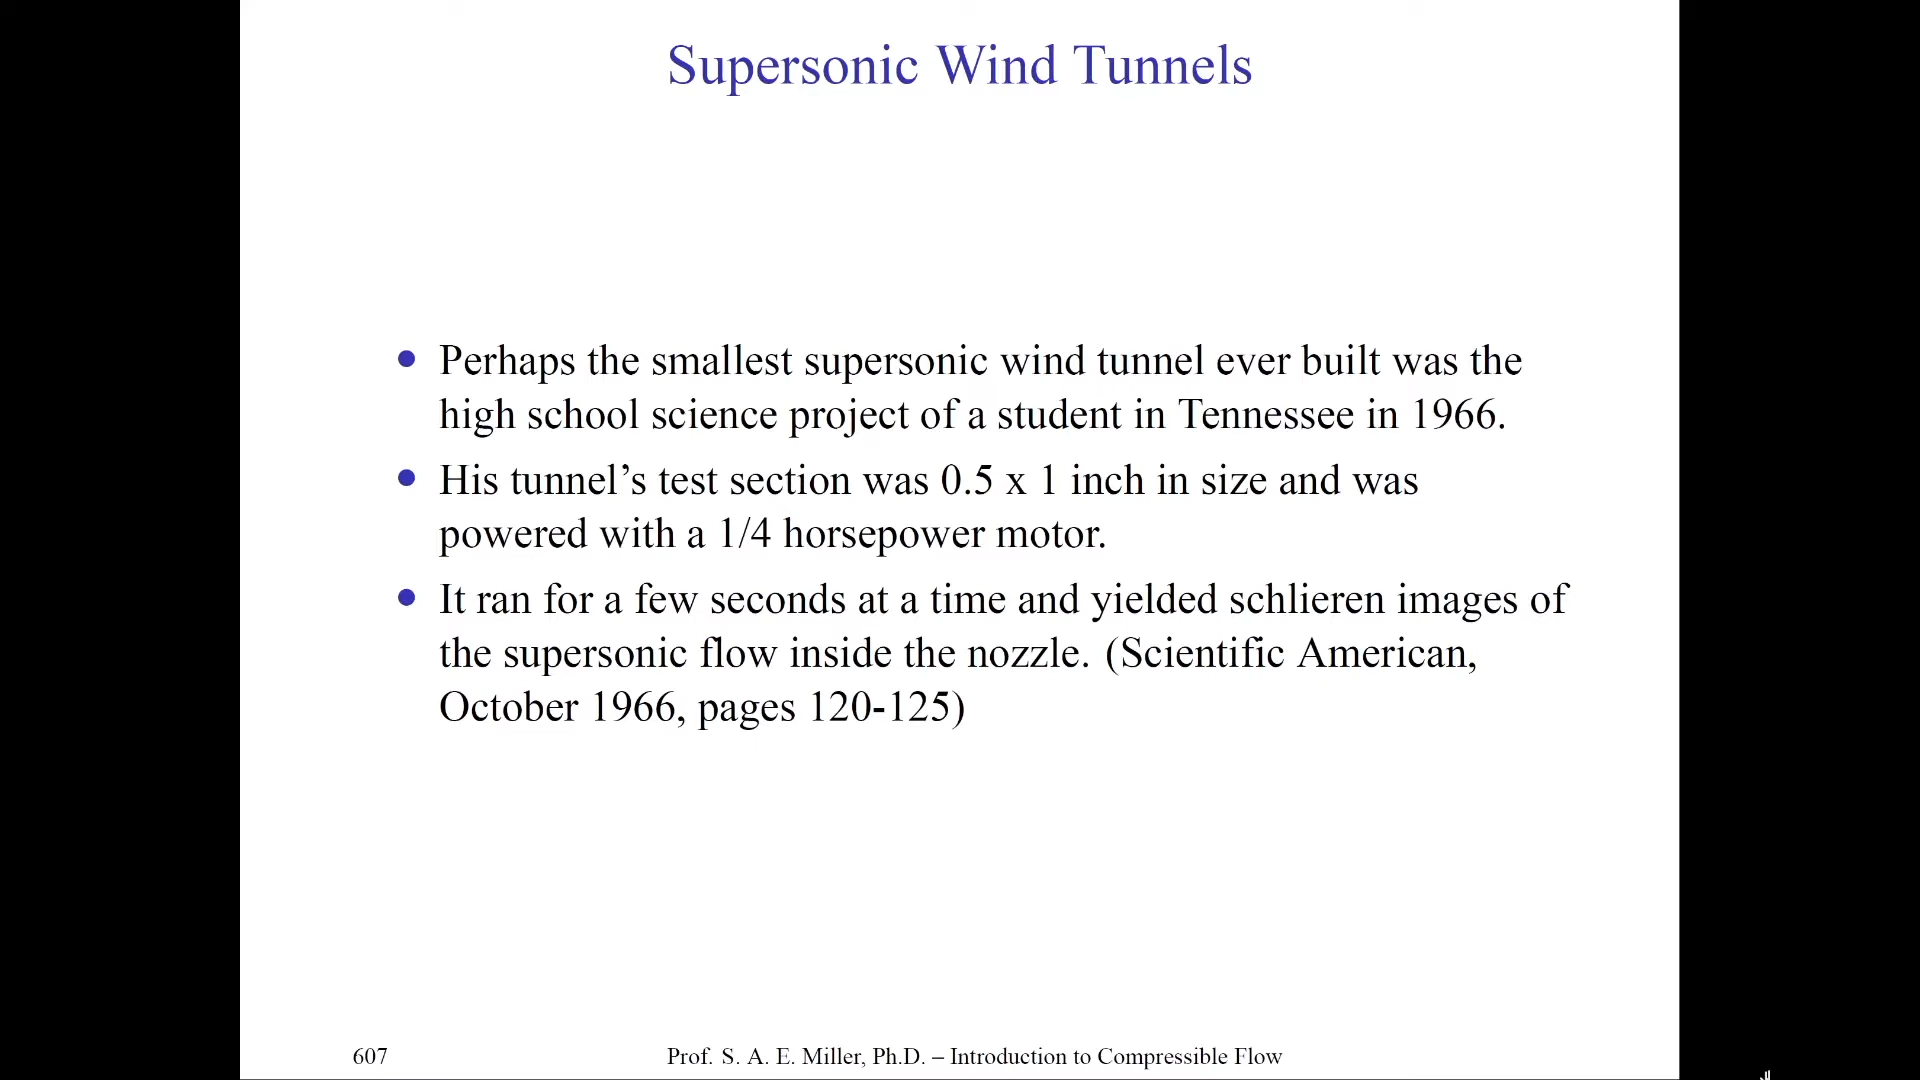 Supersonic Wind Tunnels
• Perhaps the smallest supersonic wind tunnel ever built was the
high school science project of a student in Tennessee in 1966.
• His tunnel’s test section was 0.5 x 1 inch in size and was
powered with a 1/4 horsepower motor.
• It ran for a few seconds at a time and yielded schlieren images of
the supersonic flow inside the nozzle. (Scientific American,
October 1966, pages 120-125)
607 Prof. S. A. E. Miller, Ph.D. – Introduction to Compressible Flow